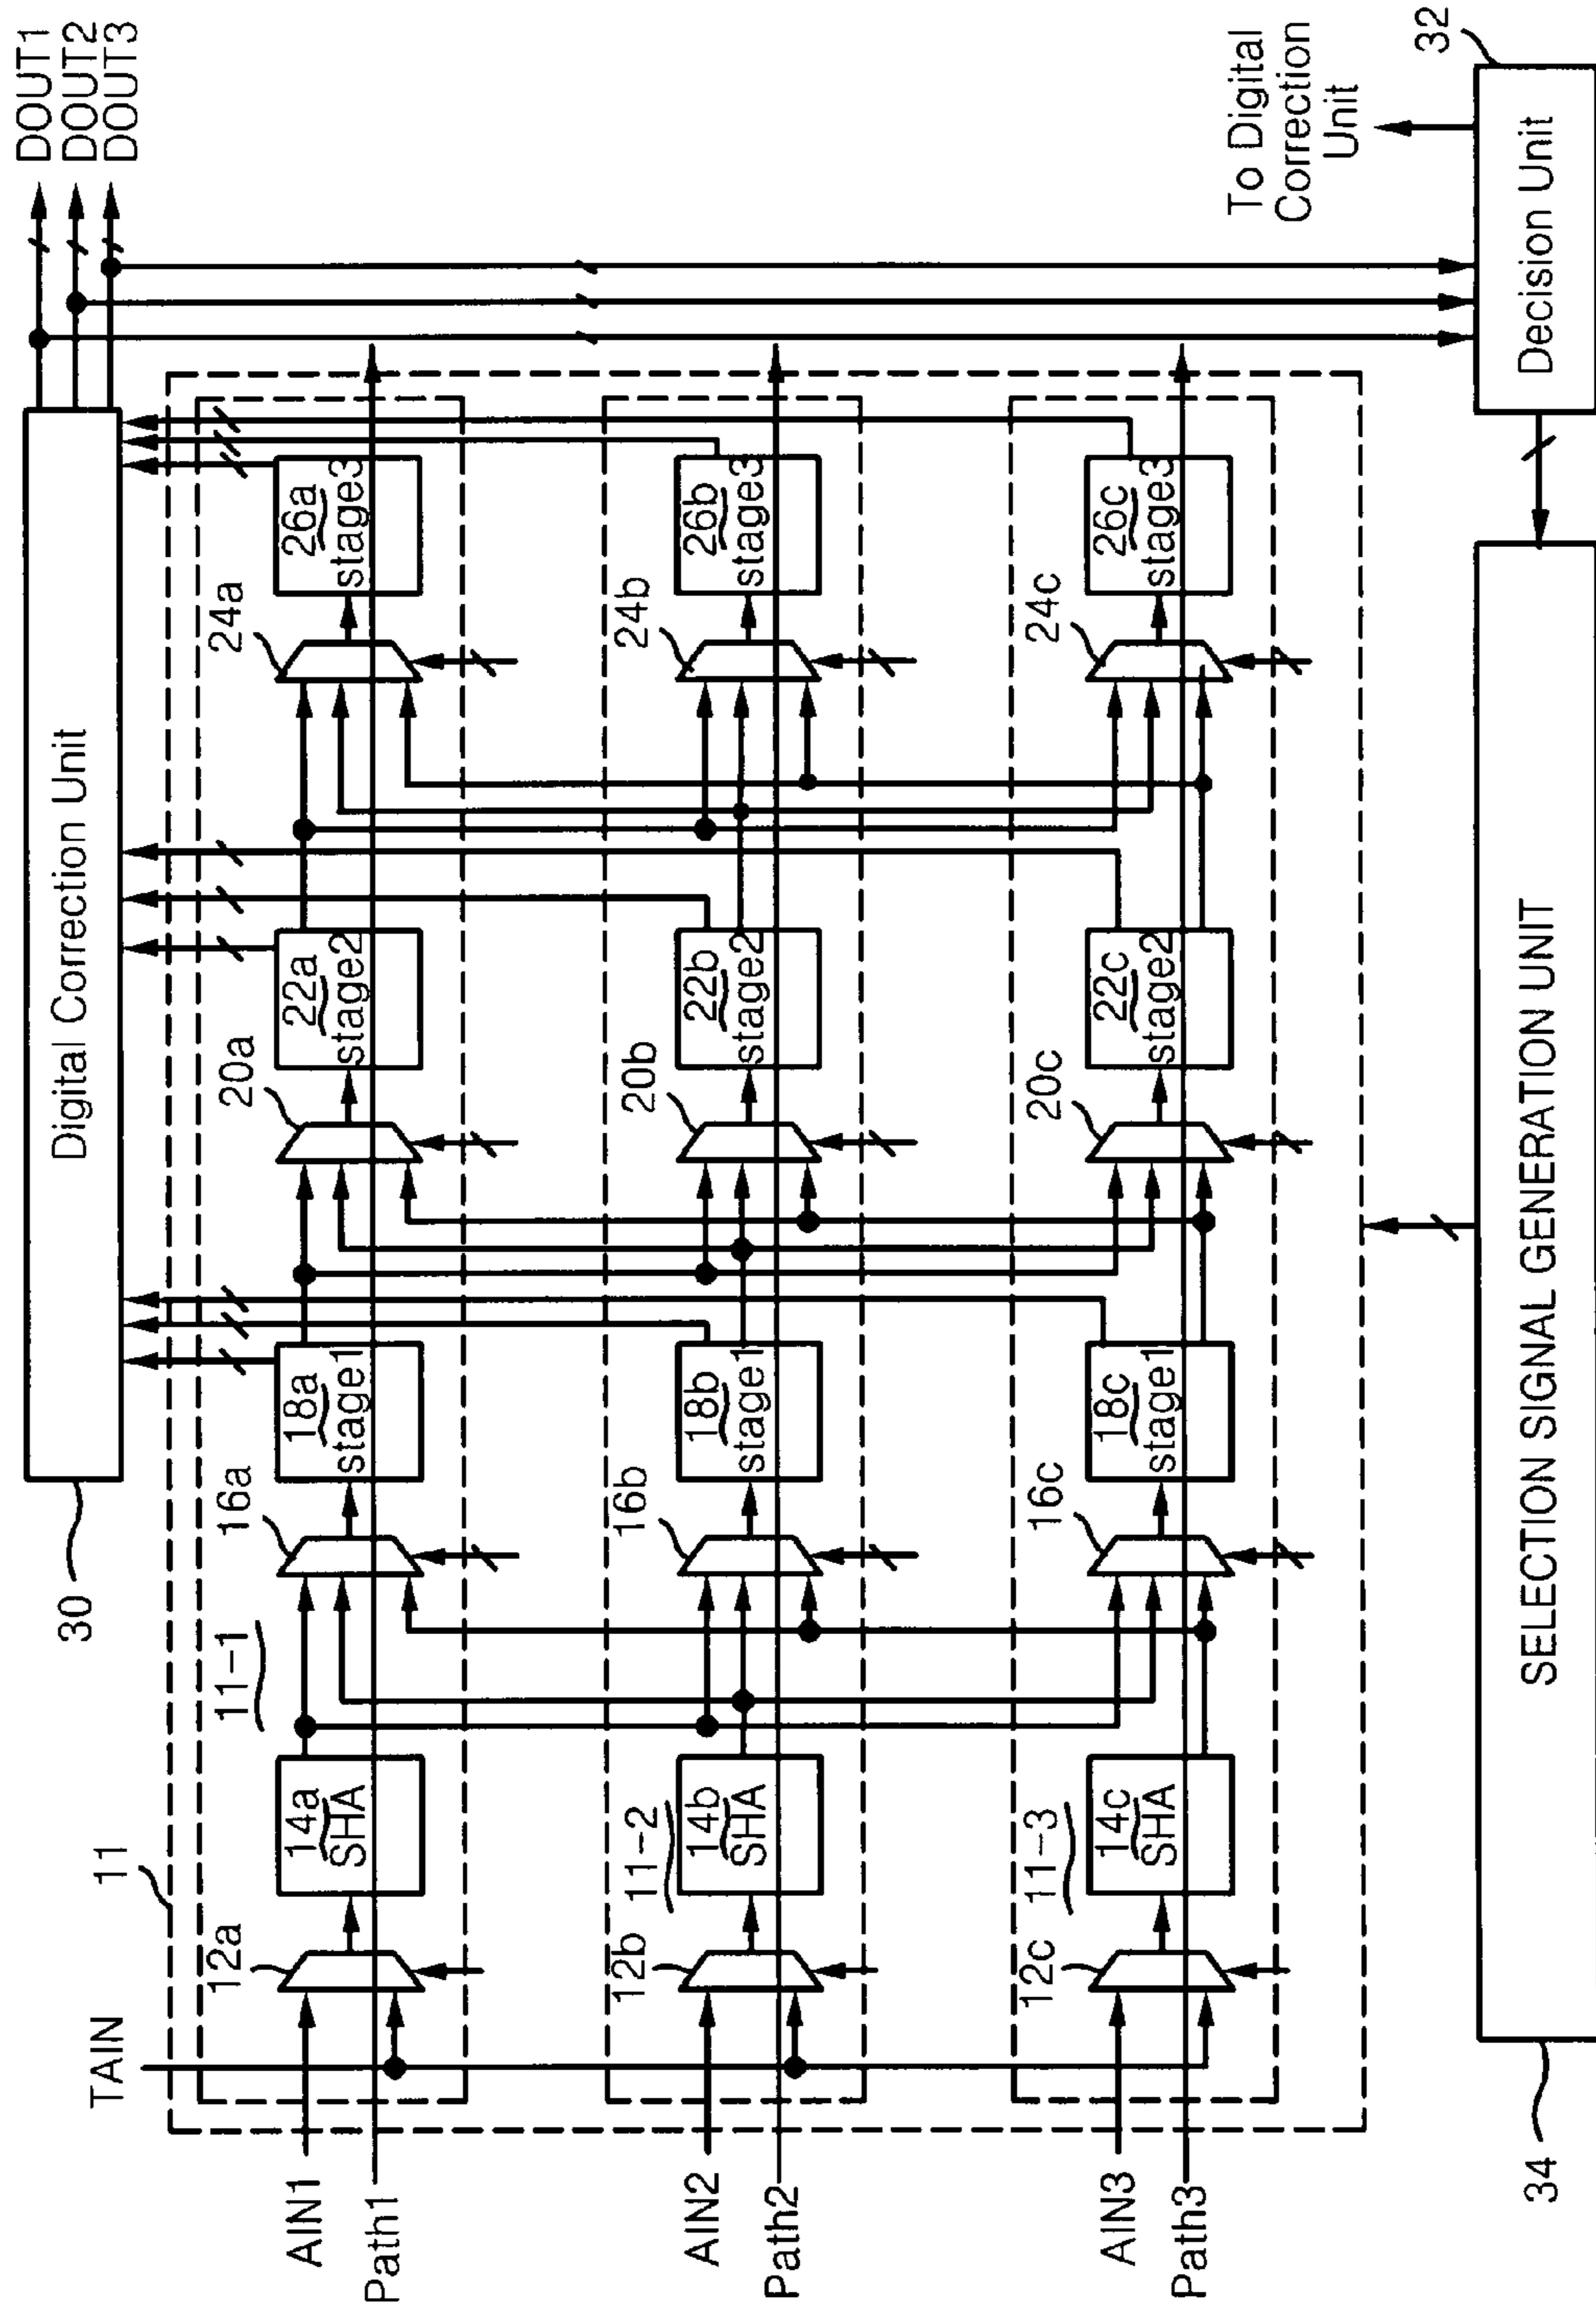 DOUT1
DOUT2
DOUT3
Digital Correction Unit
30
11
11-1
TAIN
AIN1
Path1
12a
14a
SHA
16a
18a
stage1
20a
22a
stage2
24a
26a
stage3
AIN2
Path2
11-2
12b
14b
SHA
16b
18b
stage1
20b
22b
stage2
24b
26b
stage3
AIN3
Path3
11-3
12c
14c
SHA
16c
18c
stage1
20c
22c
stage2
24c
26c
stage3
To Digital
Correction
Unit
32
Decision Unit
34
SELECTION SIGNAL GENERATION UNIT